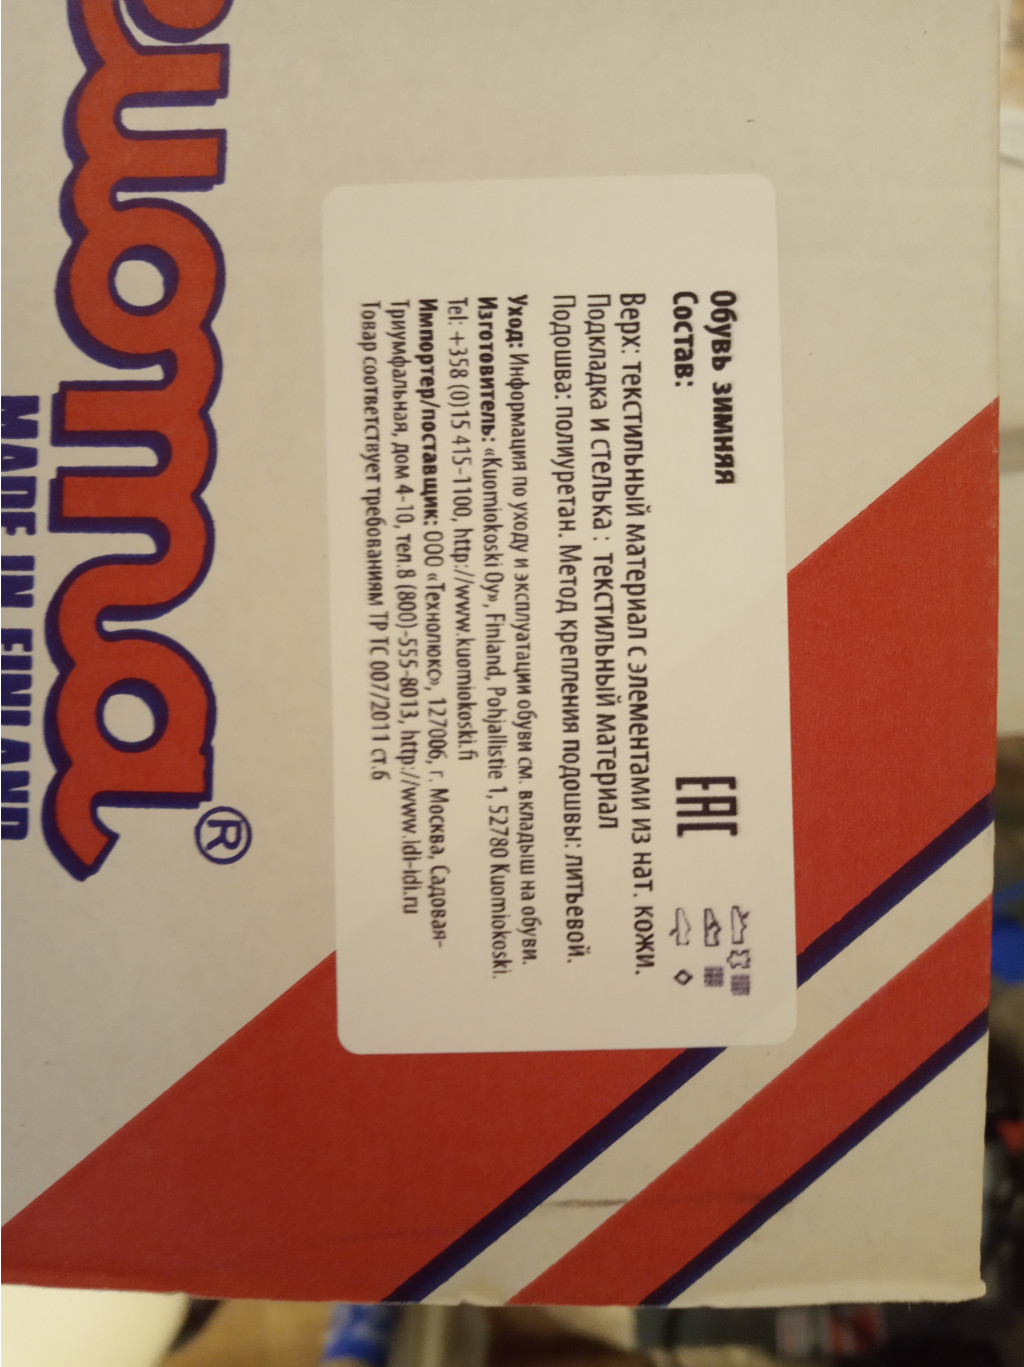 kuoma®
MADE IN FINLAND
Обувь зимняя
Состав:
EAC
Верх: текстильный материал с элементами из нат. кожи.
Подкладка и стелька : текстильный материал
Подошва: полиуретан. Метод крепления подошвы: литьевой.
Уход: Информация по уходу и эксплуатации обуви см. вкладыш на обуви.
Изготовитель: «Kuomiokoski Oy», Finland, Pohjallistie 1, 52780 Kuomiokoski.
Tel: +358 (0)15 415-1100, http://www.kuomiokoski.fi
Импортер/поставщик: ООО «Технолюкс», 127006, г. Москва, Садовая-
Триумфальная, дом 4-10, тел.8 (800)-555-8013, http://www.idi-idi.ru
Товар соответствует требованиям ТР ТС 007/2011 ст.6